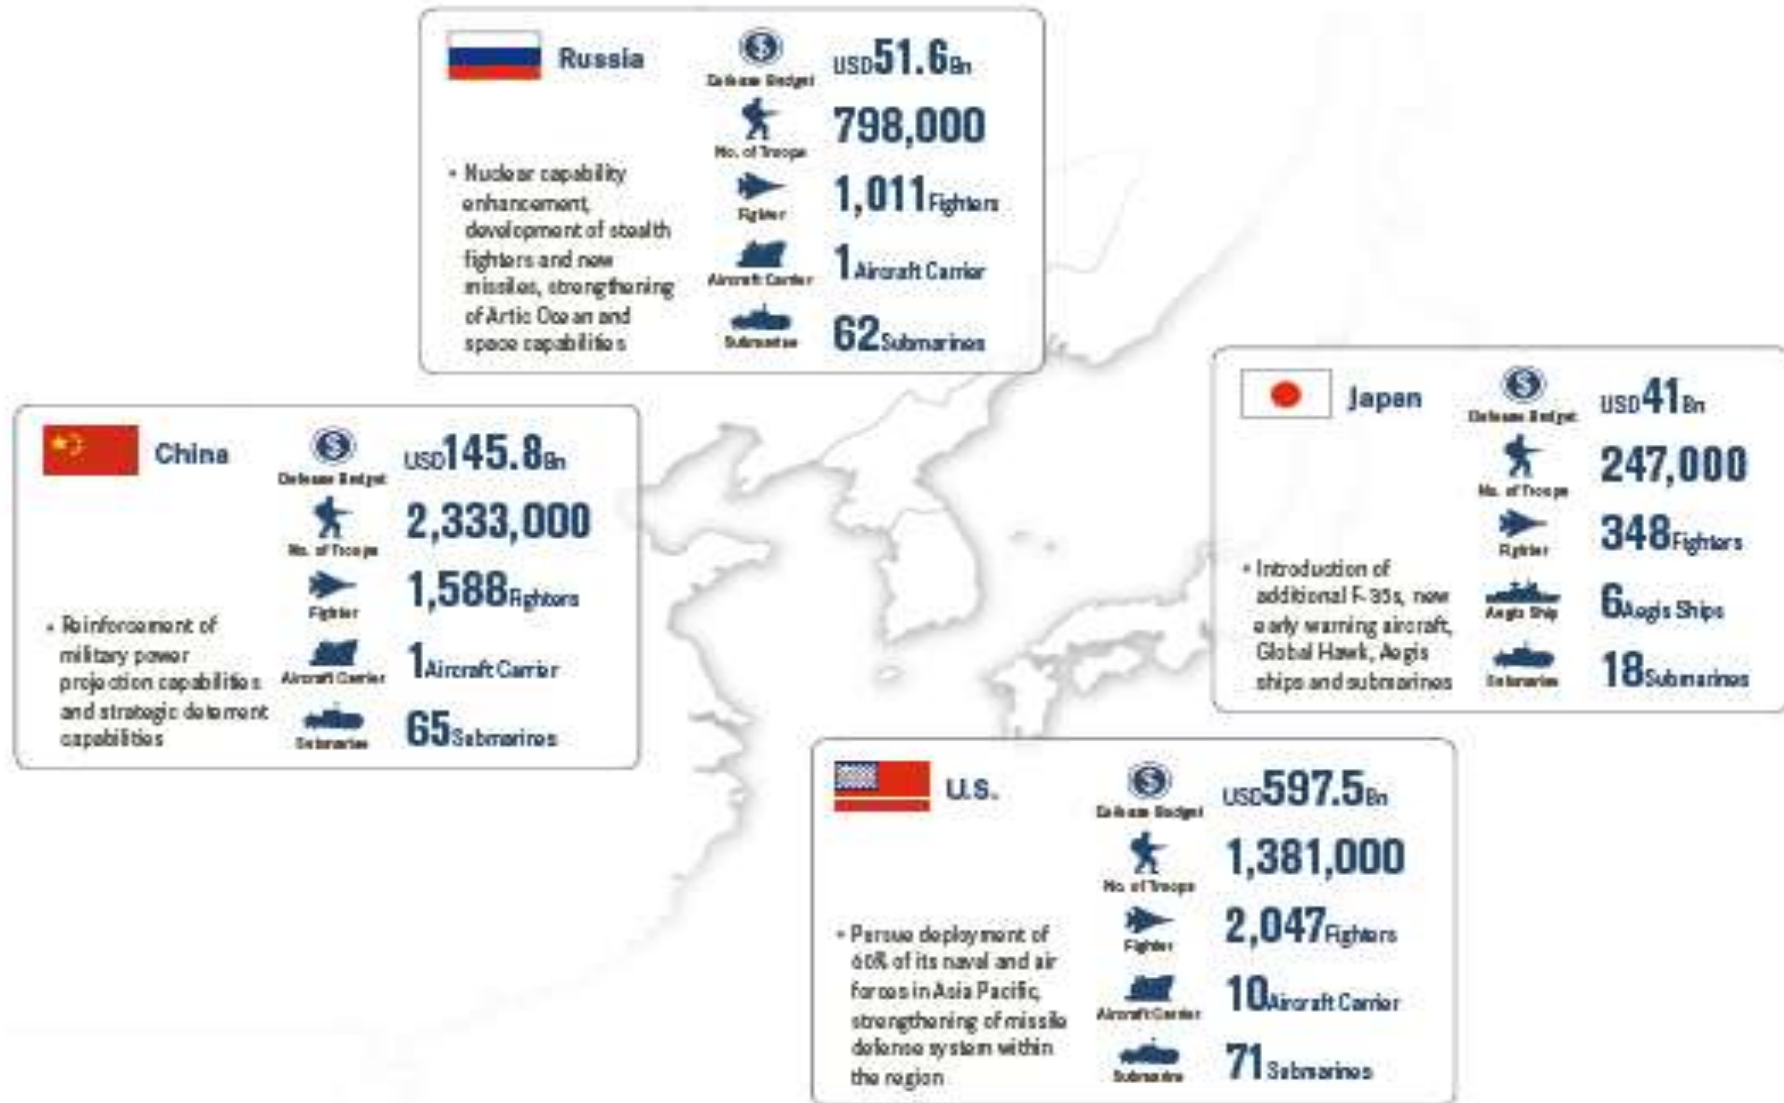 Russia
Defense Budget
USD51.6Bn
No. of Troops
798,000
Fighter
1,011Fighters
Aircraft Carrier
1Aircraft Carrier
Submarine
62Submarines
• Nuclear capability
enhancement,
development of stealth
fighters and new
missiles, strengthening
of Artic Ocean and
space capabilities
China
Defense Budget
USD145.8Bn
No. of Troops
2,333,000
Fighter
1,588Fighters
Aircraft Carrier
1Aircraft Carrier
Submarine
65Submarines
• Reinforcement of
military power
projection capabilities
and strategic deterrent
capabilities
Japan
Defense Budget
USD41Bn
No. of Troops
247,000
Fighter
348Fighters
Aegis Ship
6Aegis Ships
Submarine
18Submarines
• Introduction of
additional F-35s, new
early warning aircraft,
Global Hawk, Aegis
ships and submarines
U.S.
Defense Budget
USD597.5Bn
No. of Troops
1,381,000
Fighter
2,047Fighters
Aircraft Carrier
10Aircraft Carrier
Submarine
71Submarines
• Persue deployment of
60% of its naval and air
forces in Asia Pacific,
strengthening of missile
defense system within
the region